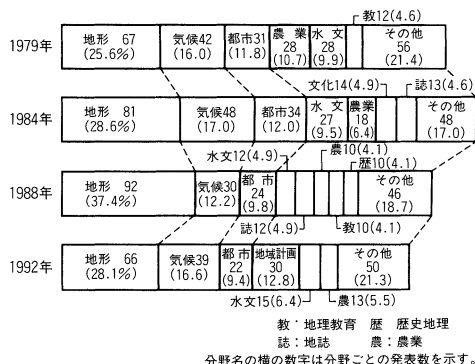 教12(4.6)
1979年 地形 67 (25.6%) 気候42 (16.0) 都市31 (11.8) 農業 28 (10.7) 水文 28 (9.9) その他 56 (21.4)
文化14(4.9) 誌13(4.6)
1984年 地形 81 (28.6%) 気候48 (17.0) 都市34 (12.0) 水文 27 (9.5) 農業 18 (6.4) その他 48 (17.0)
水文12(4.9) 農10(4.1) 歴10(4.1)
1988年 地形 92 (37.4%) 気候30 (12.2) 都市 24 (9.8) その他 46 (18.7)
誌12(4.9) 教10(4.1)
1992年 地形 66 (28.1%) 気候39 (16.6) 都市 22 (9.4) 地域計画 30 (12.8) その他 50 (21.3)
水文15(6.4) 農13(5.5)
教:地理教育 歴 歴史地理
誌:地誌 農:農業
分野名の横の数字は分野ごとの発表数を示す。